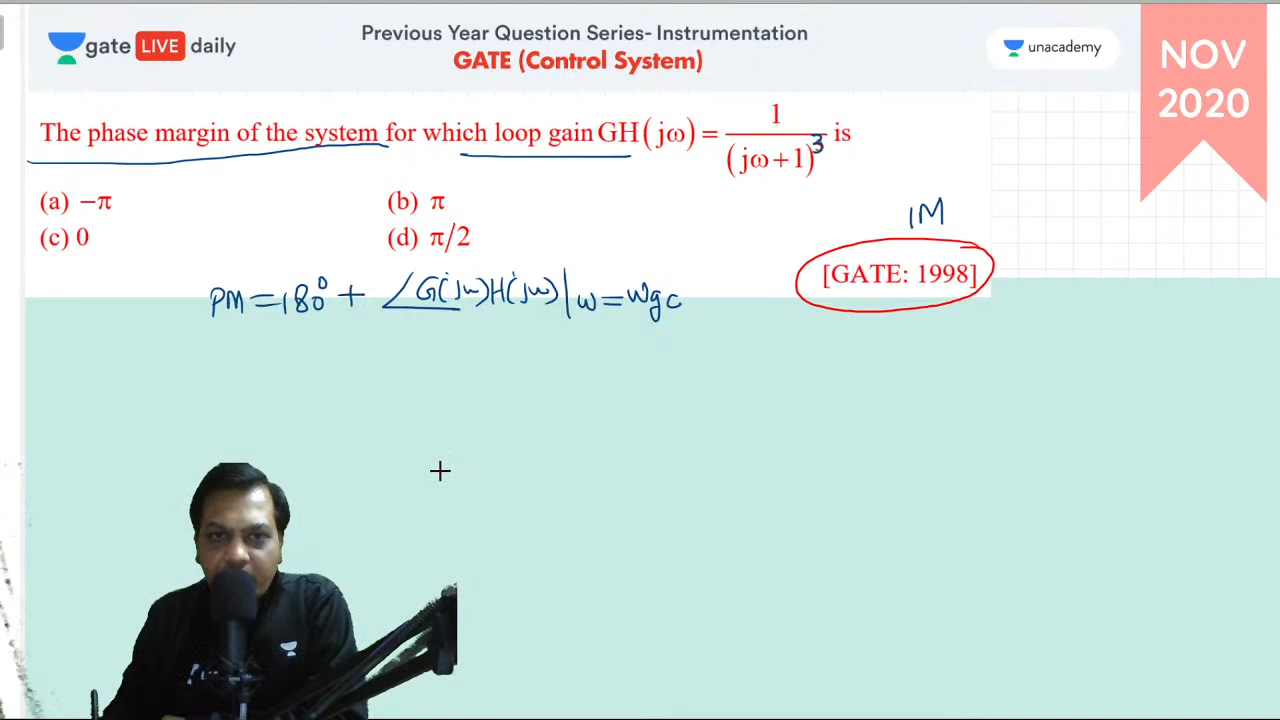 gate LIVE daily
Previous Year Question Series- Instrumentation
GATE (Control System)
unacademy
NOV
2020
The phase margin of the system for which loop gain GH(jω) = 1/(jω+1)^3 is
(a) −π
(b) π
(c) 0
(d) π/2
1M
[GATE: 1998]
PM = 180° + ∠G(jω)H(jω)|ω=ωgc